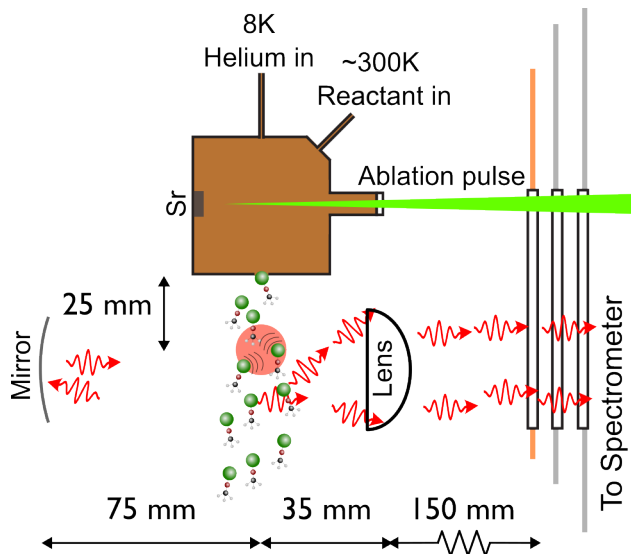 8K
Helium in
~300K
Reactant in
Ablation pulse
Sr
25 mm
Mirror
Lens
To Spectrometer
75 mm
35 mm
150 mm